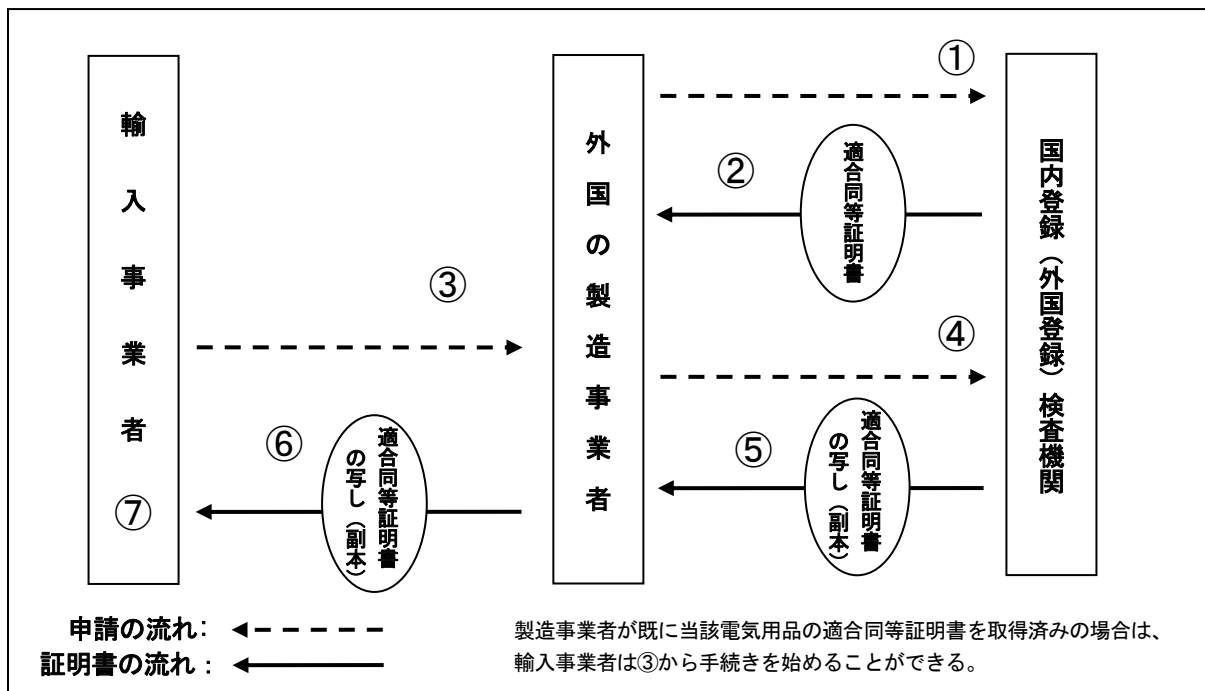 ①
輸入事業者
外国の製造事業者
国内登録（外国登録）検査機関
②
適合同等証明書
③
④
⑥
適合同等証明書
の写し（副本）
⑤
適合同等証明書
の写し（副本）
⑦
申請の流れ：
証明書の流れ：
製造事業者が既に当該電気用品の適合同等証明書を取得済みの場合は、
輸入事業者は③から手続きを始めることができる。